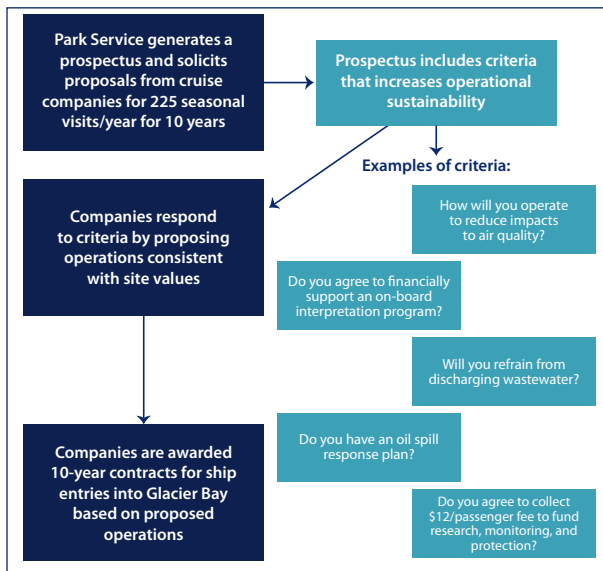 Park Service generates a
prospectus and solicits
proposals from cruise
companies for 225 seasonal
visits/year for 10 years
Prospectus includes criteria
that increases operational
sustainability
Examples of criteria:
How will you operate
to reduce impacts
to air quality?
Companies respond
to criteria by proposing
operations consistent
with site values
Do you agree to financially
support an on-board
interpretation program?
Will you refrain from
discharging wastewater?
Do you have an oil spill
response plan?
Companies are awarded
10-year contracts for ship
entries into Glacier Bay
based on proposed
operations
Do you agree to collect
$12/passenger fee to fund
research, monitoring, and
protection?